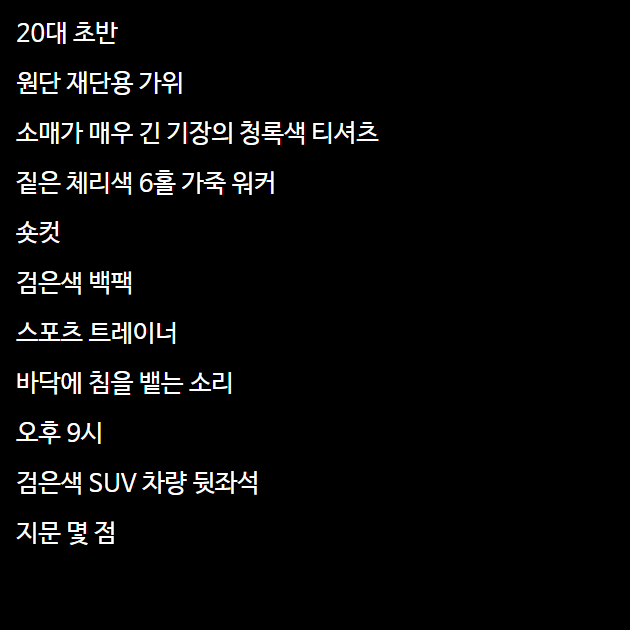 20대 초반
원단 재단용 가위
소매가 매우 긴 기장의 청록색 티셔츠
짙은 체리색 6홀 가죽 워커
숏컷
검은색 백팩
스포츠 트레이너
바닥에 침을 뱉는 소리
오후 9시
검은색 SUV 차량 뒷좌석
지문 몇 점